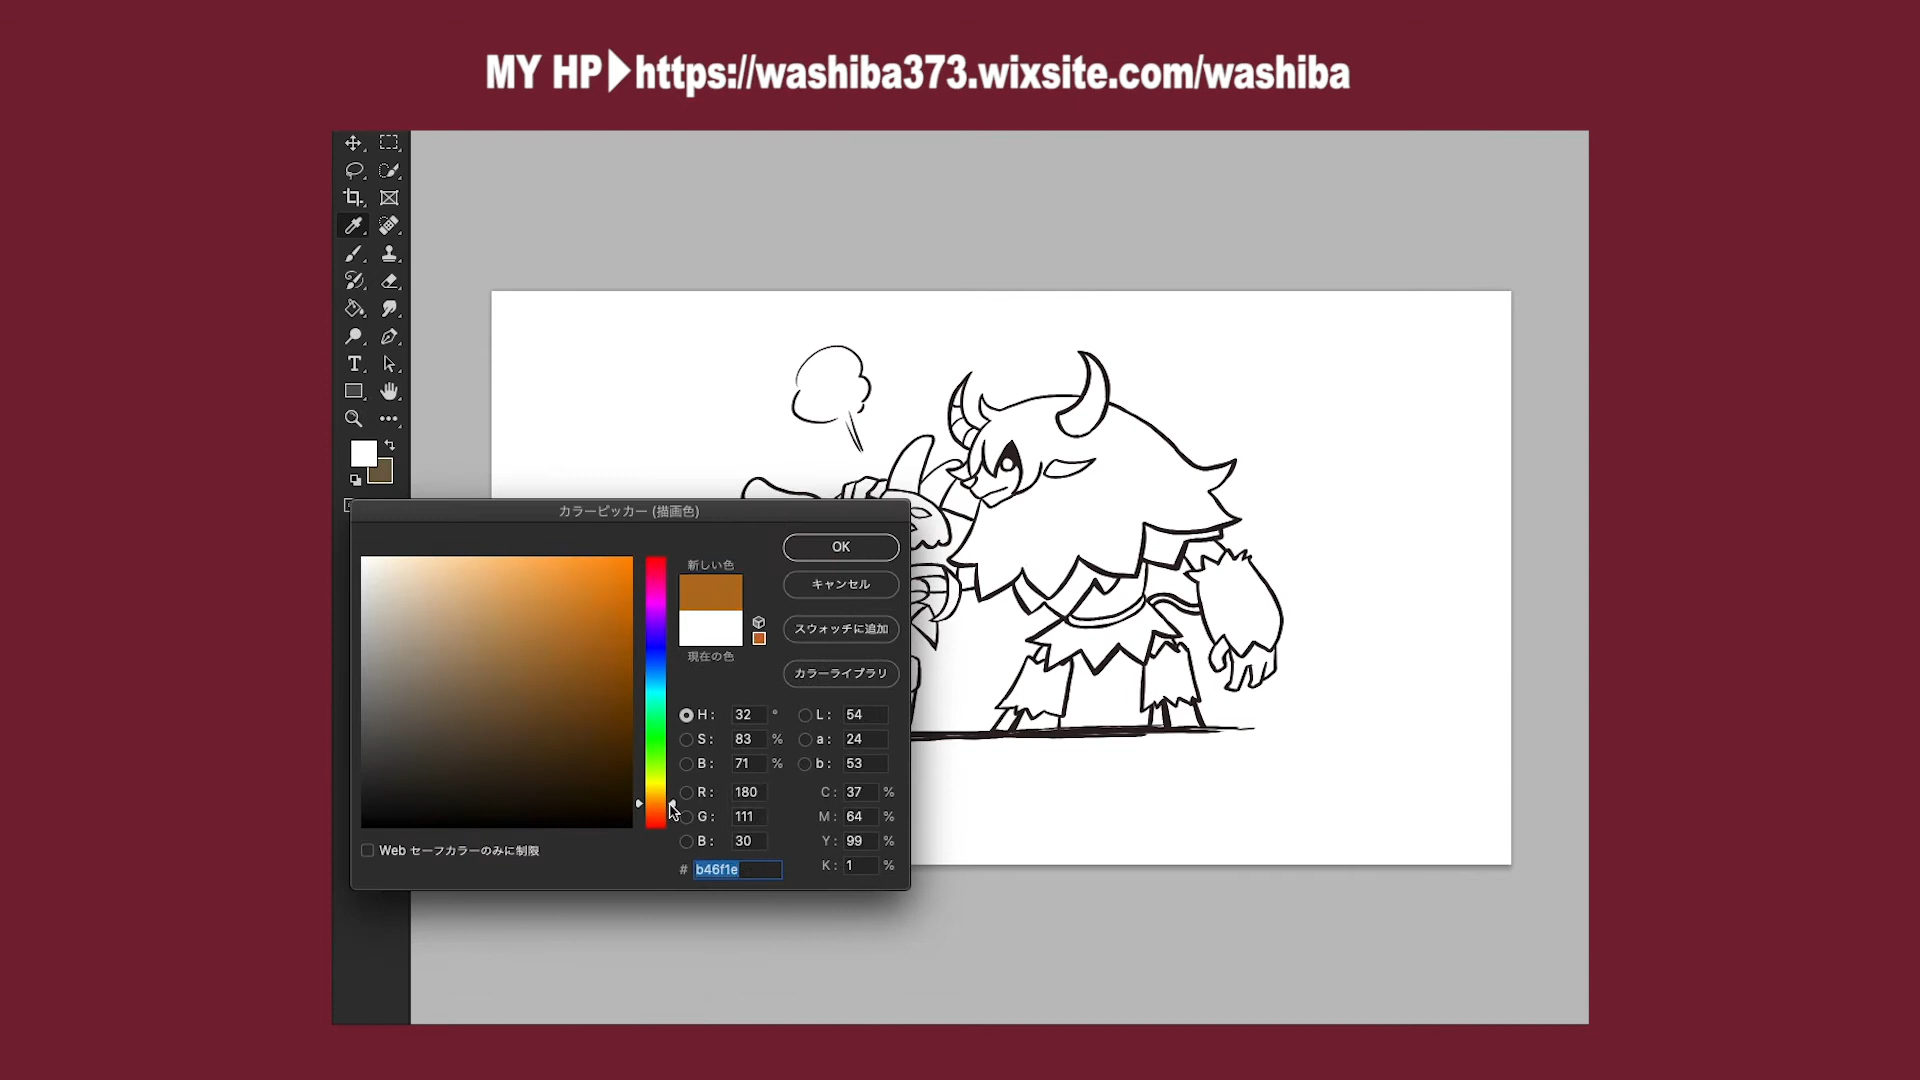 MY HP▶https://washiba373.wixsite.com/washiba
T
カラーピッカー (描画色)
新しい色
現在の色
OK
キャンセル
スウォッチに追加
カラーライブラリ
H: 32 °
S: 83 %
B: 71 %
R: 180
G: 111
B: 30
# b46f1e
L: 54
a: 24
b: 53
C: 37 %
M: 64 %
Y: 99 %
K: 1 %
Web セーフカラーのみに制限